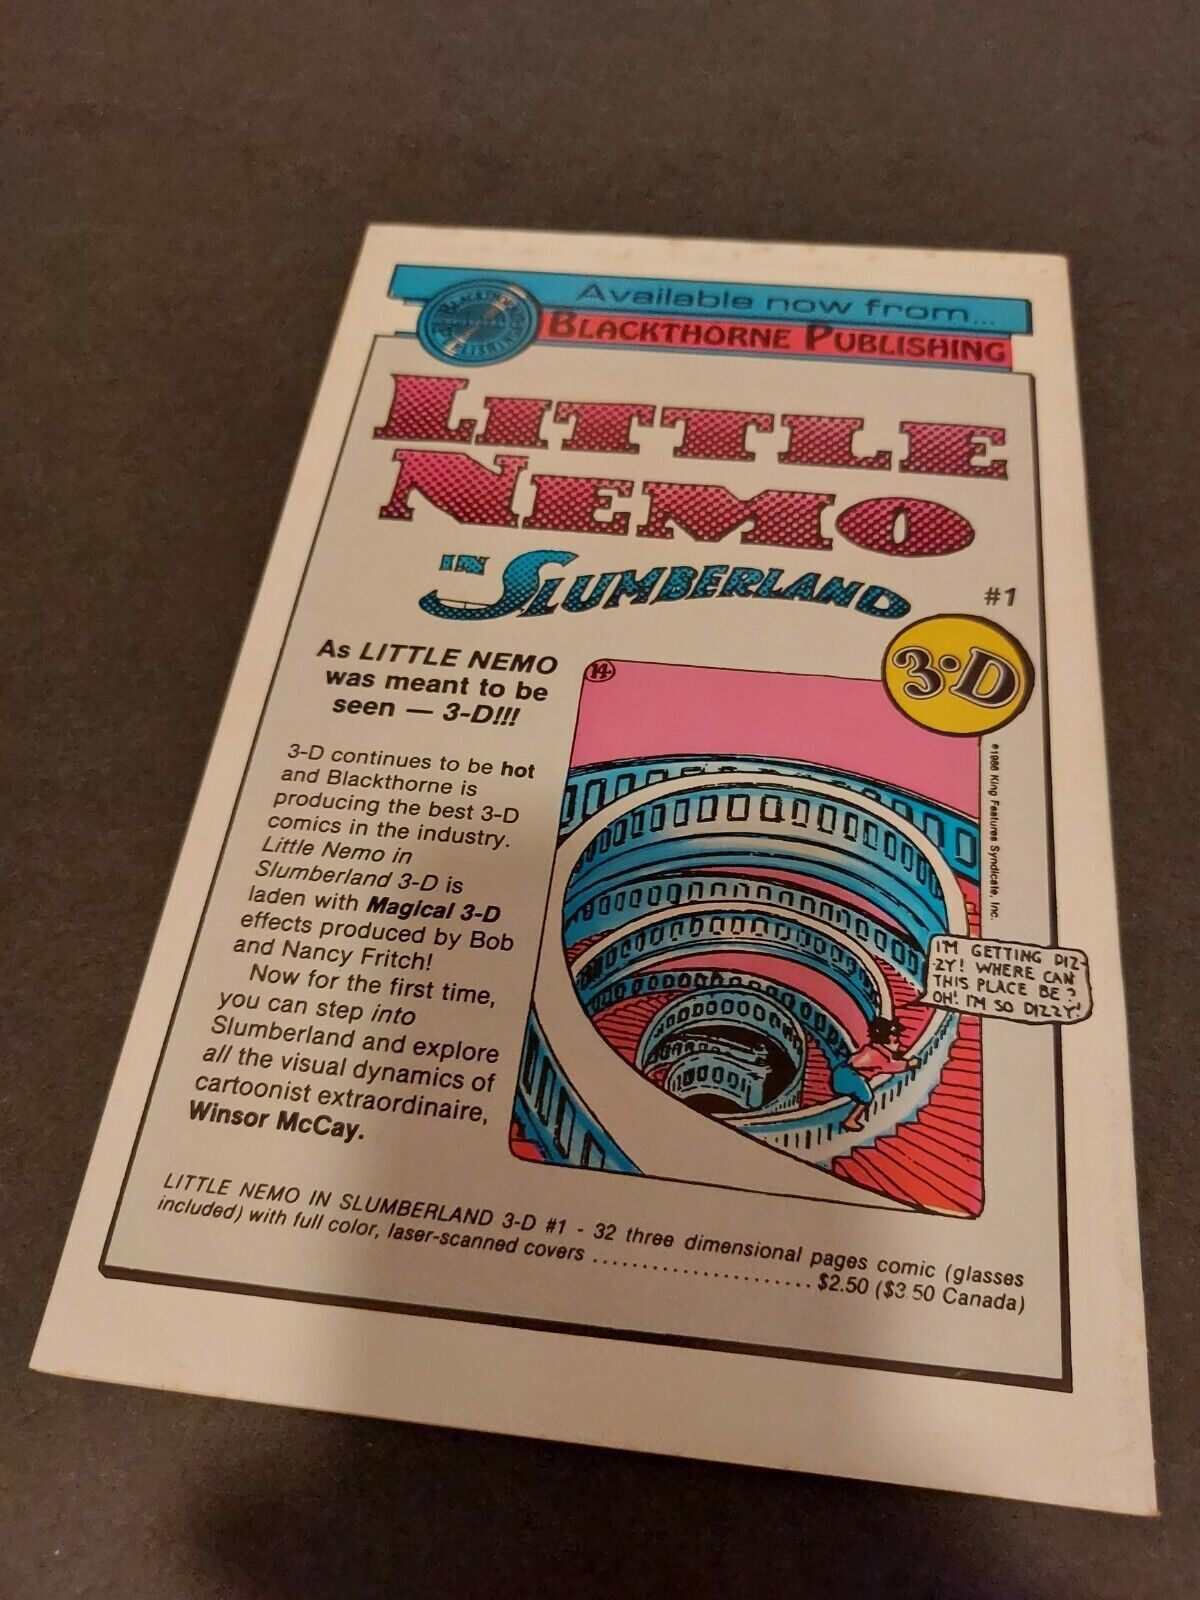 Available now from...
BLACKTHORNE PUBLISHING
LITTLE
NEMO
IN SLUMBERLAND
#1
3-D
As LITTLE NEMO
was meant to be
seen — 3-D!!!
3-D continues to be hot
and Blackthorne is
producing the best 3-D
comics in the industry.
Little Nemo in
Slumberland 3-D is
laden with Magical 3-D
effects produced by Bob
and Nancy Fritch!
Now for the first time,
you can step into
Slumberland and explore
all the visual dynamics of
cartoonist extraordinaire,
Winsor McCay.
14
©1986 King Features Syndicate, Inc.
I'M GETTING DIZ-
ZY! WHERE CAN
THIS PLACE BE?
OH! I'M SO DIZZY!
LITTLE NEMO IN SLUMBERLAND 3-D #1 - 32 three dimensional pages comic (glasses
included) with full color, laser-scanned covers ...................... $2.50 ($3.50 Canada)